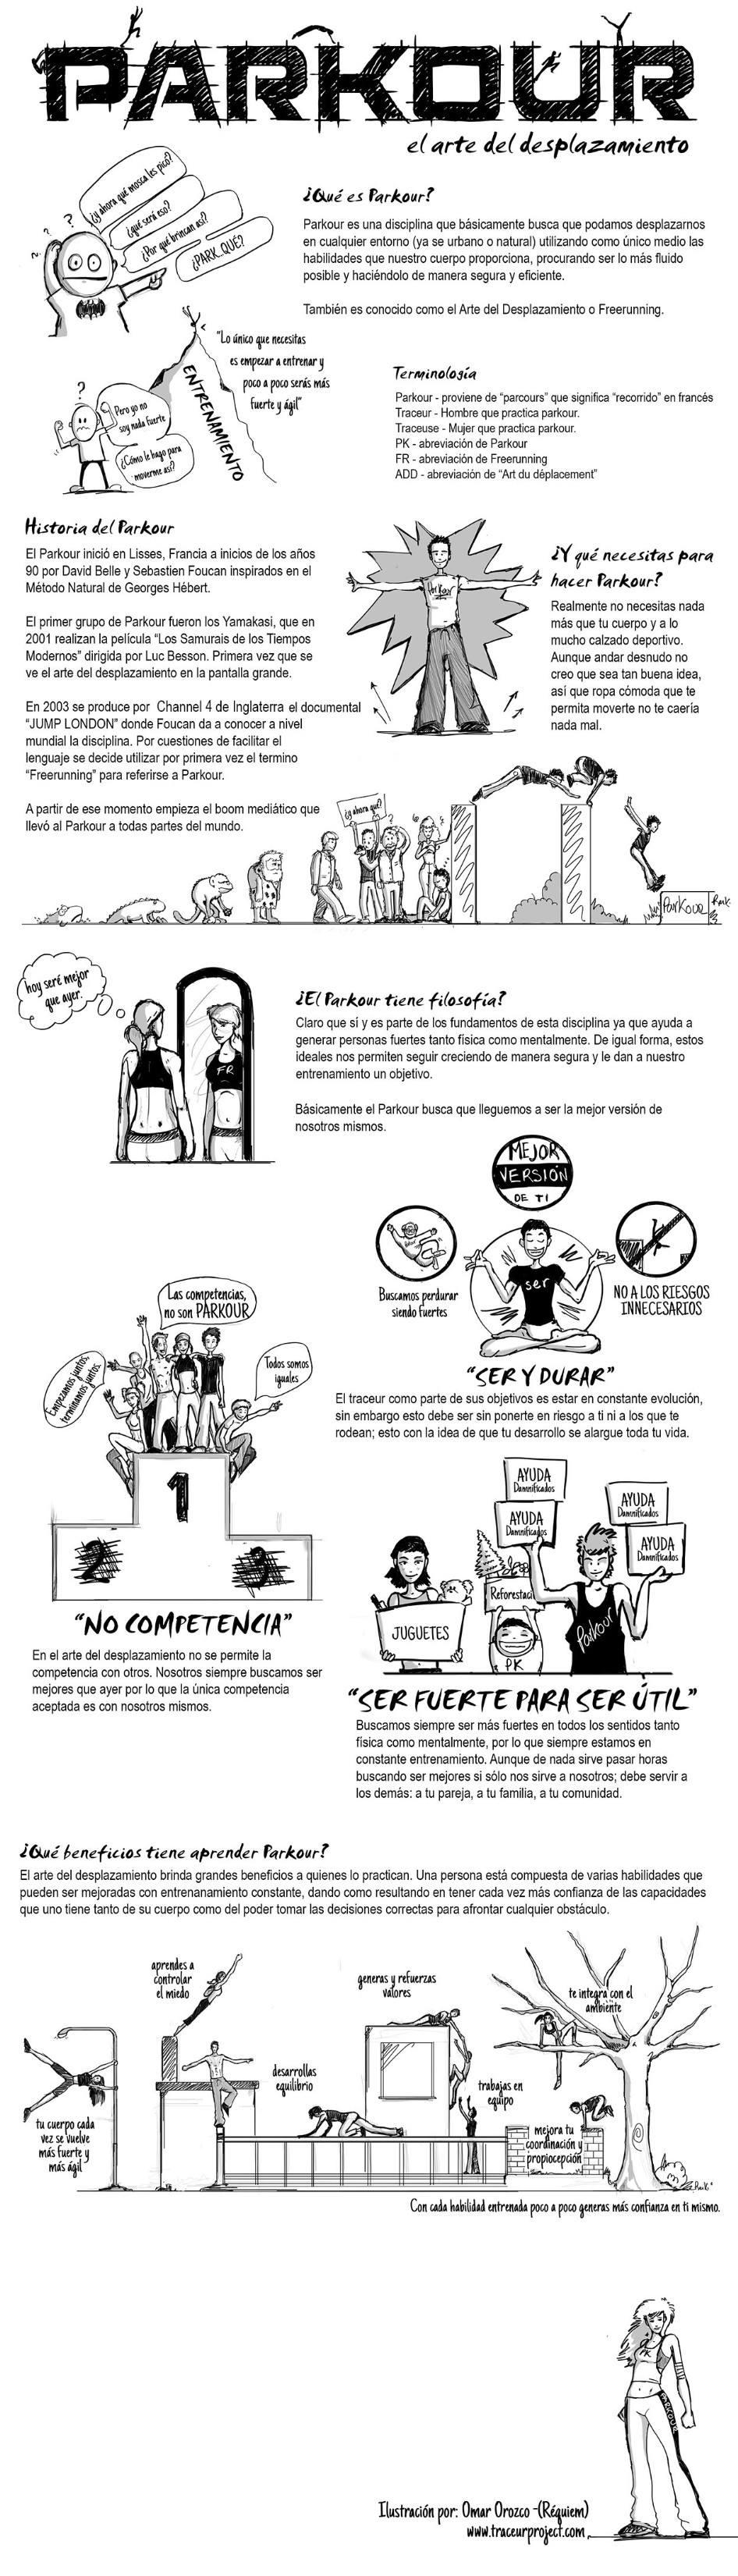 PARKOUR
el arte del desplazamiento
¿Y ahora qué mosca les picó?
¿qué será eso?
¿Por qué brincan así?
¿PARK QUÉ?
¿Qué es Parkour?
Parkour es una disciplina que básicamente busca que podamos desplazarnos
en cualquier entorno (ya se urbano o natural) utilizando como único medio las
habilidades que nuestro cuerpo proporciona, procurando ser lo más fluido
posible y haciéndolo de manera segura y eficiente.
También es conocido como el Arte del Desplazamiento o Freerunning.
"Lo único que necesitas
es empezar a entrenar y
poco a poco serás más
fuerte y ágil"
ENTRENAMIENTO
?
Pero yo no
soy nada fuerte
¿Cómo le hago para
moverme así?
Terminología
Parkour - proviene de “parcours” que significa “recorrido” en francés
Traceur - Hombre que practica parkour.
Traceuse - Mujer que practica parkour.
PK - abreviación de Parkour
FR - abreviación de Freerunning
ADD - abreviación de “Art du déplacement”
Historia del Parkour
El Parkour inició en Lisses, Francia a inicios de los años
90 por David Belle y Sebastien Foucan inspirados en el
Método Natural de Georges Hébert.
El primer grupo de Parkour fueron los Yamakasi, que en
2001 realizan la película “Los Samurais de los Tiempos
Modernos” dirigida por Luc Besson. Primera vez que se
ve el arte del desplazamiento en la pantalla grande.
En 2003 se produce por Channel 4 de Inglaterra el documental
“JUMP LONDON” donde Foucan da a conocer a nivel
mundial la disciplina. Por cuestiones de facilitar el
lenguaje se decide utilizar por primera vez el termino
“Freerunning” para referirse a Parkour.
A partir de ese momento empieza el boom mediático que
llevó al Parkour a todas partes del mundo.
Parkour
¿Y qué necesitas para
hacer Parkour?
Realmente no necesitas nada
más que tu cuerpo y a lo
mucho calzado deportivo.
Aunque andar desnudo no
creo que sea tan buena idea,
así que ropa cómoda que te
permita moverte no te caería
nada mal.
¿y ahora qué?
Parkour
hoy seré mejor
que ayer.
FR
¿El Parkour tiene filosofía?
Claro que sí y es parte de los fundamentos de esta disciplina ya que ayuda a
generar personas fuertes tanto física como mentalmente. De igual forma, estos
ideales nos permiten seguir creciendo de manera segura y le dan a nuestro
entrenamiento un objetivo.
Básicamente el Parkour busca que lleguemos a ser la mejor versión de
nosotros mismos.
MEJOR
VERSIÓN
DE TI
ser
Buscamos perdurar
siendo fuertes
NO A LOS RIESGOS
INNECESARIOS
“SER Y DURAR”
El traceur como parte de sus objetivos es estar en constante evolución,
sin embargo esto debe ser sin ponerte en riesgo a ti ni a los que te
rodean; esto con la idea de que tu desarrollo se alargue toda tu vida.
Las competencias,
no son PARKOUR
Empezamos juntos,
terminamos juntos
Todos somos
iguales
1
2
3
“NO COMPETENCIA”
En el arte del desplazamiento no se permite la
competencia con otros. Nosotros siempre buscamos ser
mejores que ayer por lo que la única competencia
aceptada es con nosotros mismos.
AYUDA
Damnificados
AYUDA
Damnificados
AYUDA
Damnificados
AYUDA
Damnificados
Reforestaci
JUGUETES
PK
Parkour
“SER FUERTE PARA SER ÚTIL”
Buscamos siempre ser más fuertes en todos los sentidos tanto
física como mentalmente, por lo que siempre estamos en
constante entrenamiento. Aunque de nada sirve pasar horas
buscando ser mejores si sólo nos sirve a nosotros; debe servir a
los demás: a tu pareja, a tu familia, a tu comunidad.
¿Qué beneficios tiene aprender Parkour?
El arte del desplazamiento brinda grandes beneficios a quienes lo practican. Una persona está compuesta de varias habilidades que
pueden ser mejoradas con entrenanamiento constante, dando como resultando en tener cada vez más confianza de las capacidades
que uno tiene tanto de su cuerpo como del poder tomar las decisiones correctas para afrontar cualquier obstáculo.
aprendes a
controlar
el miedo
generas y refuerzas
valores
te integra con el
ambiente
desarrollas
equilibrio
trabajas en
equipo
tu cuerpo cada
vez se vuelve
más fuerte y
más ágil
mejora tu
coordinación y
propiocepción
Con cada habilidad entrenada poco a poco generas más confianza en ti mismo.
PK
PARKOUR
Ilustración por: Omar Orozco -(Réquiem)
www.traceurproject.com